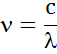 ν = c/λ